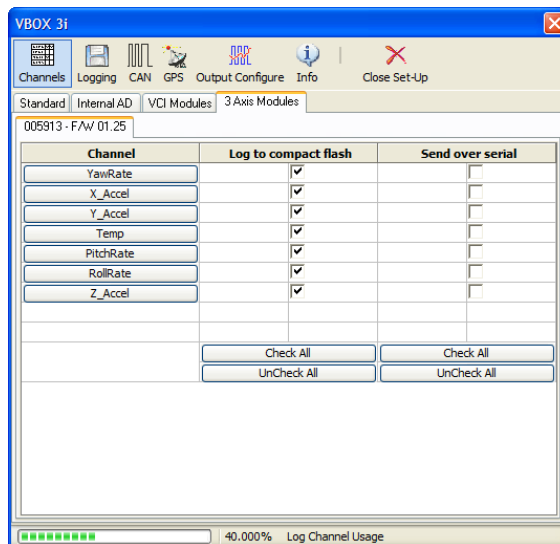 VBOX 3i
Channels Logging CAN GPS Output Configure Info Close Set-Up
Standard Internal AD VCI Modules 3 Axis Modules
005913 - F/W 01.25
Channel Log to compact flash Send over serial
YawRate
X_Accel
Y_Accel
Temp
PitchRate
RollRate
Z_Accel
Check All Check All
UnCheck All UnCheck All
40.000% Log Channel Usage